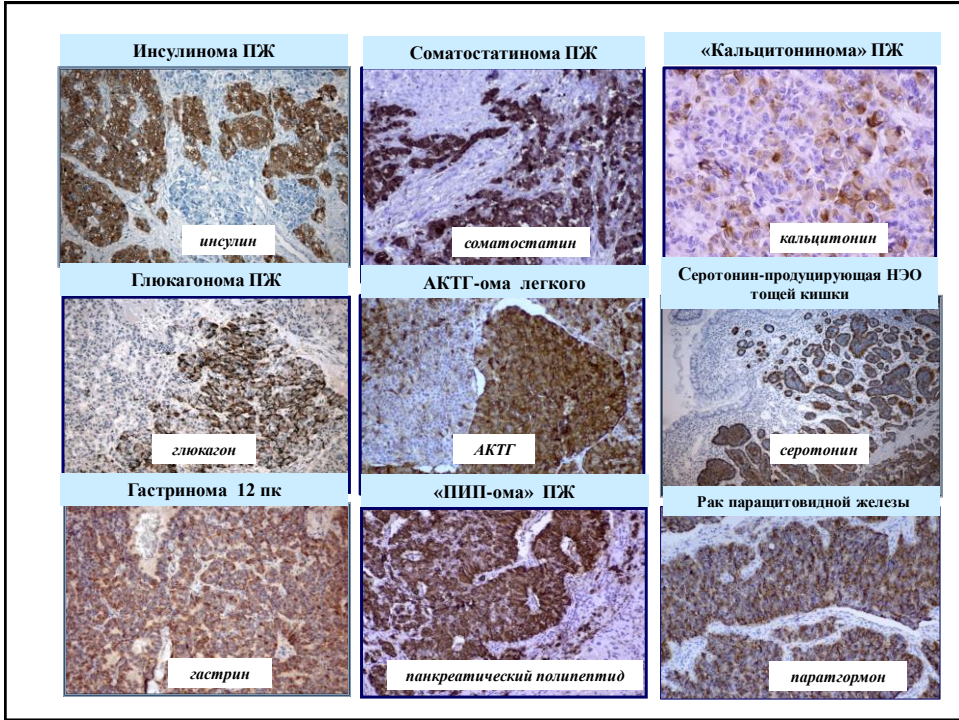 Инсулинома ПЖ
Соматостатинома ПЖ
«Кальцитонинома» ПЖ
инсулин
соматостатин
кальцитонин
Глюкагонома ПЖ
АКТГ-ома легкого
Серотонин-продуцирующая НЭО
тощей кишки
глюкагон
АКТГ
серотонин
Гастринома 12 пк
«ПИП-ома» ПЖ
Рак паращитовидной железы
гастрин
панкреатический полипептид
паратгормон